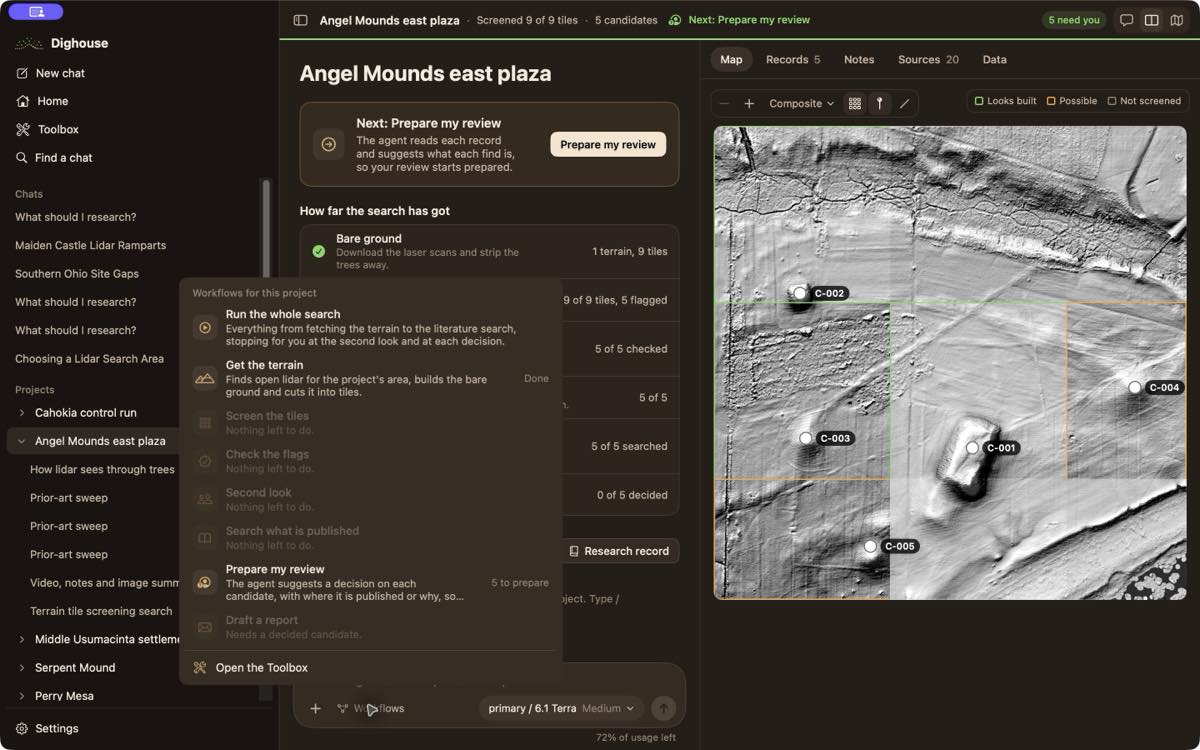 Dighouse
New chat
Home
Toolbox
Find a chat
Chats
What should I research?
Maiden Castle Lidar Ramparts
Southern Ohio Site Gaps
What should I research?
What should I research?
Choosing a Lidar Search Area
Projects
Cahokia control run
Angel Mounds east plaza
How lidar sees through trees
Prior-art sweep
Prior-art sweep
Prior-art sweep
Video, notes and image summ
Terrain tile screening search
Middle Usumacinta settleme
Serpent Mound
Perry Mesa
Settings
Angel Mounds east plaza · Screened 9 of 9 tiles · 5 candidates Next: Prepare my review
5 need you
Angel Mounds east plaza
Next: Prepare my review
The agent reads each record
and suggests what each find is,
so your review starts prepared.
Prepare my review
How far the search has got
Bare ground
Download the laser scans and strip the
trees away.
1 terrain, 9 tiles
9 of 9 tiles, 5 flagged
5 of 5 checked
5 of 5
5 of 5 searched
0 of 5 decided
Research record
oject. Type /
Workflows for this project
Run the whole search
Everything from fetching the terrain to the literature search,
stopping for you at the second look and at each decision.
Get the terrain
Finds open lidar for the project's area, builds the bare
ground and cuts it into tiles.
Done
Screen the tiles
Nothing left to do.
Check the flags
Nothing left to do.
Second look
Nothing left to do.
Search what is published
Nothing left to do.
Prepare my review
The agent suggests a decision on each
candidate, with where it is published or why, so…
5 to prepare
Draft a report
Needs a decided candidate.
Open the Toolbox
Workflows
primary / 6.1 Terra Medium
72% of usage left
Map
Records 5
Notes
Sources 20
Data
Composite
Looks built
Possible
Not screened
C-002
C-004
C-003
C-001
C-005